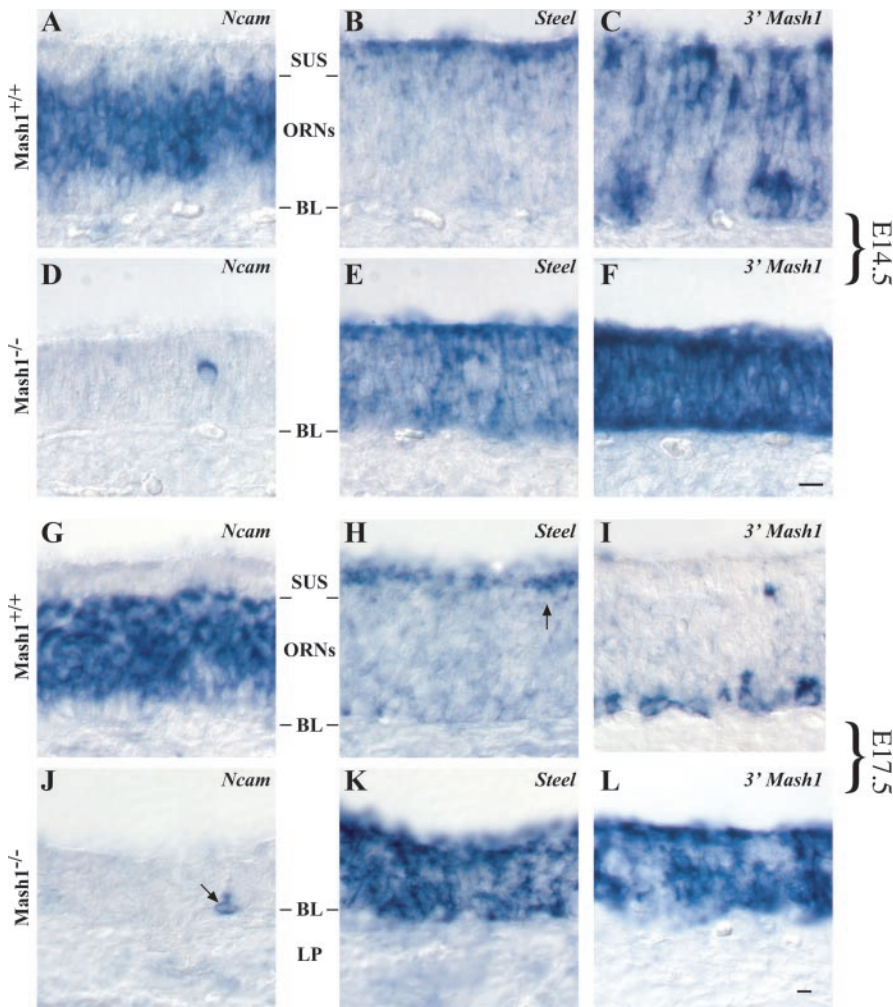 A Ncam B Steel C 3’ Mash1
Mash1+/+
SUS
ORNs
BL
D Ncam E Steel F 3’ Mash1
Mash1-/-
BL
E14.5
G Ncam H Steel I 3’ Mash1
Mash1+/+
SUS
ORNs
BL
J Ncam K Steel L 3’ Mash1
Mash1-/-
BL
LP
E17.5